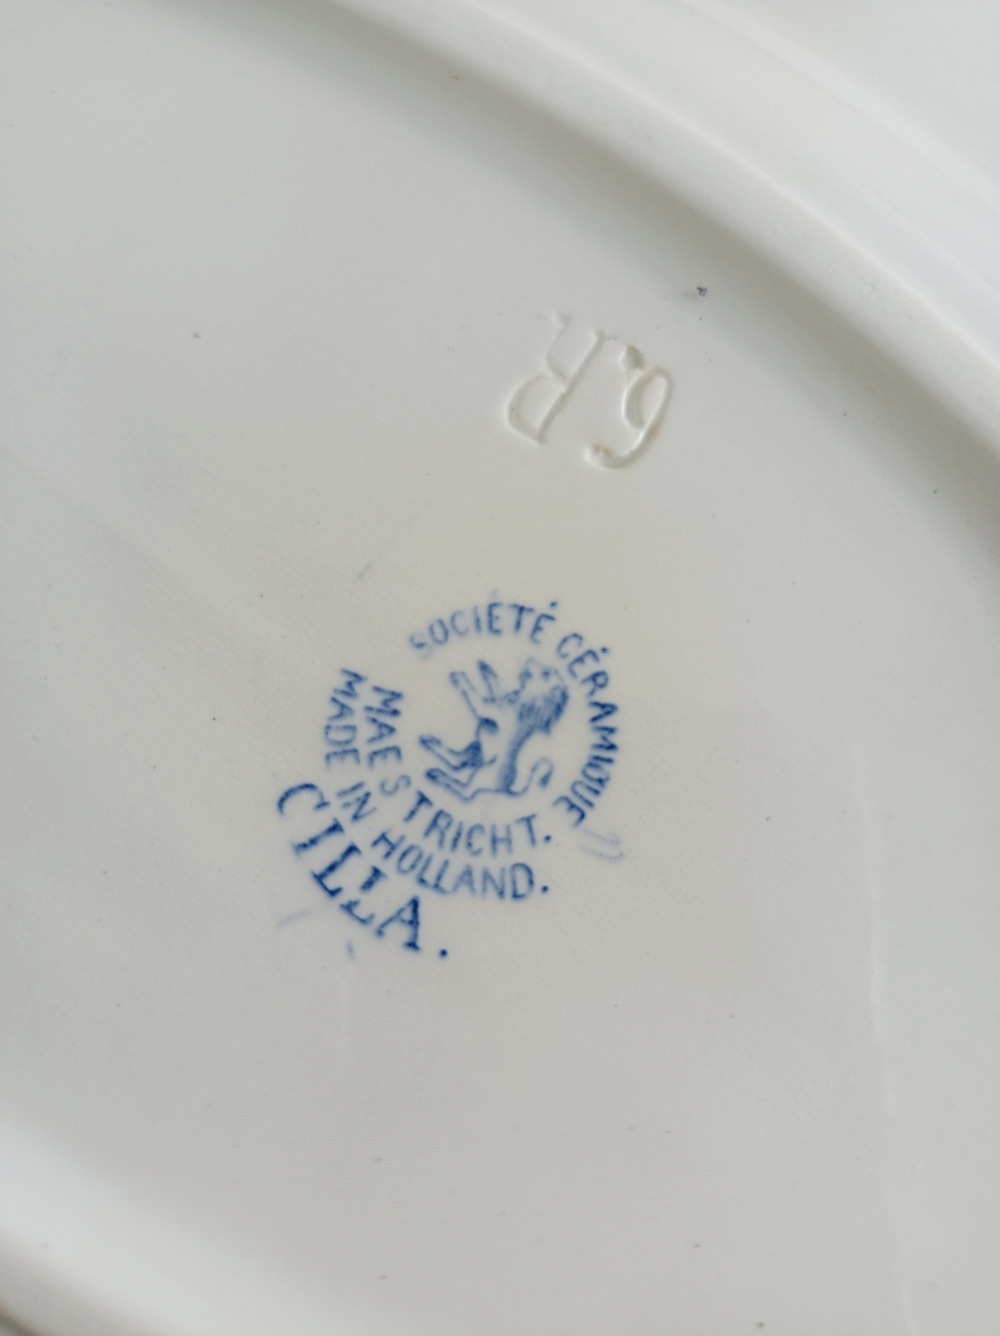 SOCIÉTÉ CÉRAMIQUE
MAESTRICHT.
MADE IN HOLLAND.
CILLA.